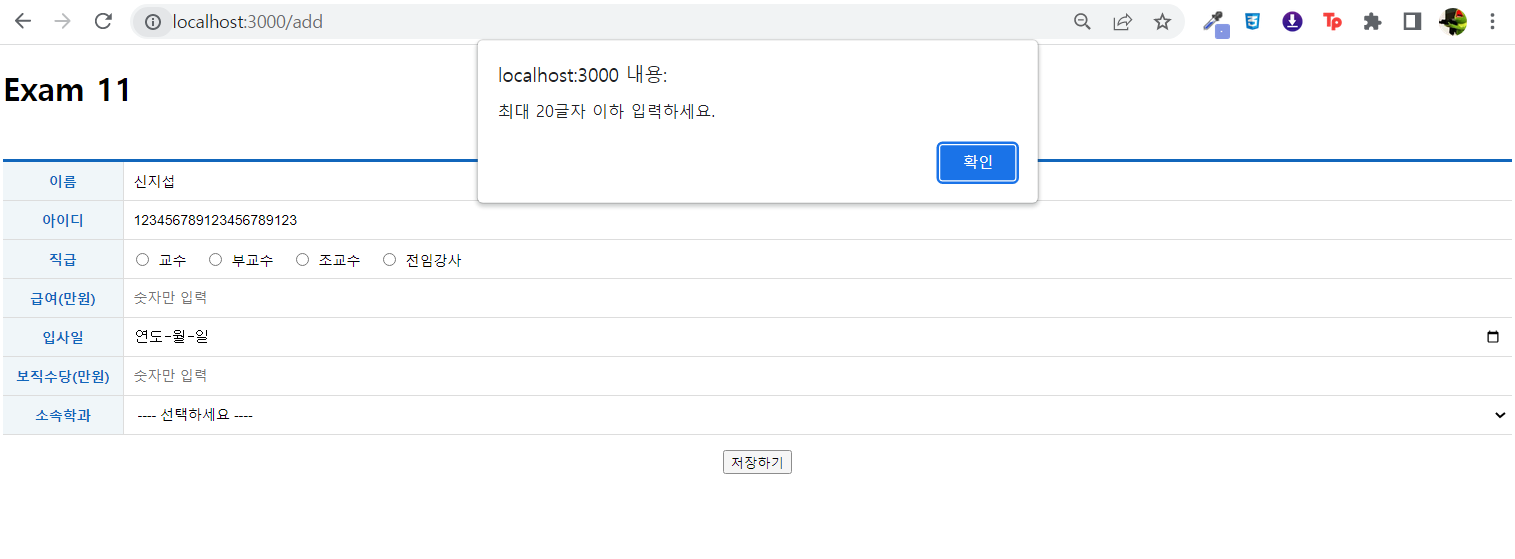 localhost:3000/add
localhost:3000 내용:
최대 20글자 이하 입력하세요.
확인
Exam 11
이름 신지섭
아이디 123456789123456789123
직급 교수 부교수 조교수 전임강사
급여(만원) 숫자만 입력
입사일 연도-월-일
보직수당(만원) 숫자만 입력
소속학과 ---- 선택하세요 ----
저장하기